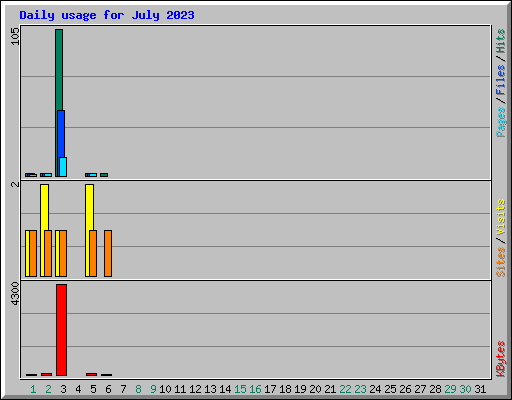 Daily usage for July 2023
105
Pages/Files/Hits
2
Sites/Visits
4300
KBytes
1 2 3 4 5 6 7 8 9 10 11 12 13 14 15 16 17 18 19 20 21 22 23 24 25 26 27 28 29 30 31